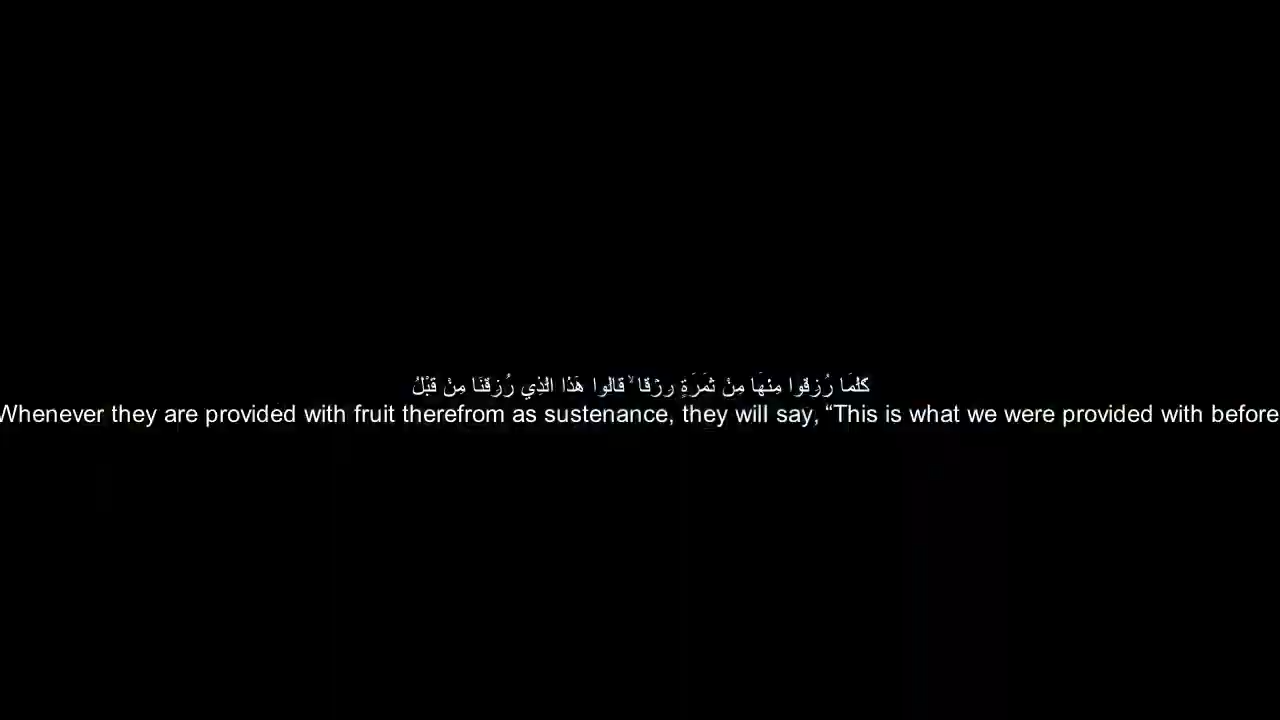 كُلَّمَا رُزِقُوا مِنْهَا مِنْ ثَمَرَةٍ رِزْقًا ۙ قَالُوا هَٰذَا الَّذِي رُزِقْنَا مِنْ قَبْلُ
Whenever they are provided with fruit therefrom as sustenance, they will say, “This is what we were provided with before